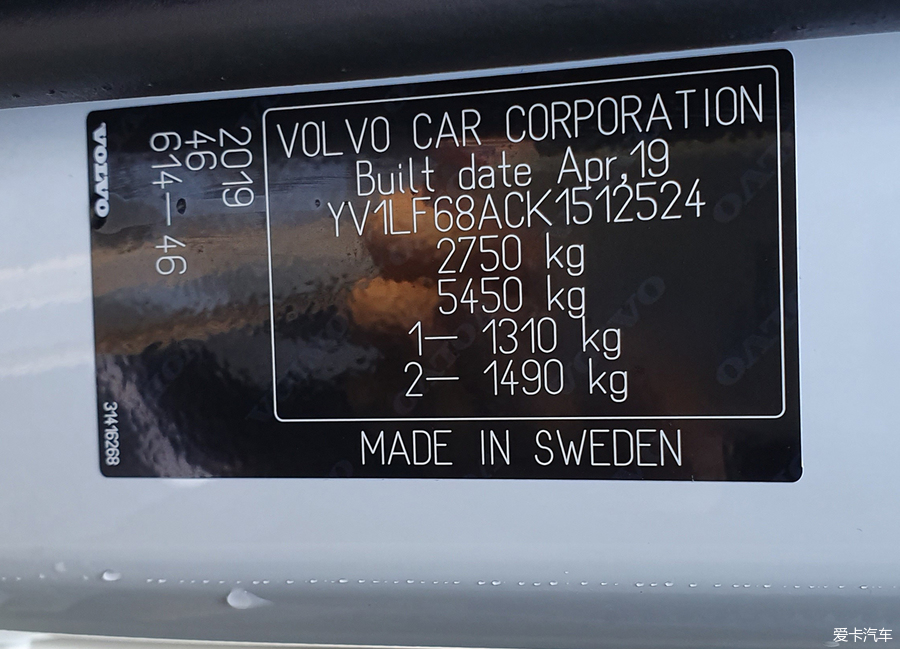 VOLVO CAR CORPORATION
Built date Apr,19
YV1LF68ACK1512524
2750 kg
5450 kg
1— 1310 kg
2— 1490 kg
MADE IN SWEDEN
2019
46
614—46
VOLVO
31416268
爱卡汽车